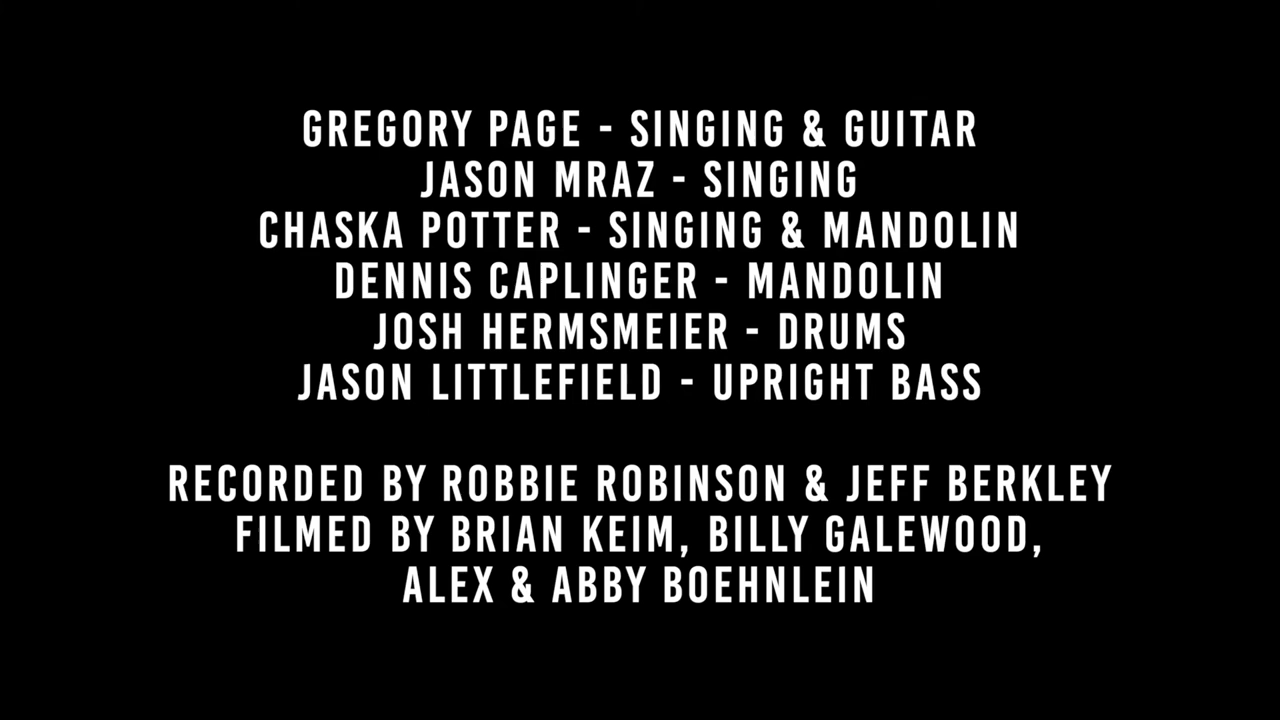 GREGORY PAGE - SINGING & GUITAR
JASON MRAZ - SINGING
CHASKA POTTER - SINGING & MANDOLIN
DENNIS CAPLINGER - MANDOLIN
JOSH HERMSMEIER - DRUMS
JASON LITTLEFIELD - UPRIGHT BASS
RECORDED BY ROBBIE ROBINSON & JEFF BERKLEY
FILMED BY BRIAN KEIM, BILLY GALEWOOD,
ALEX & ABBY BOEHNLEIN